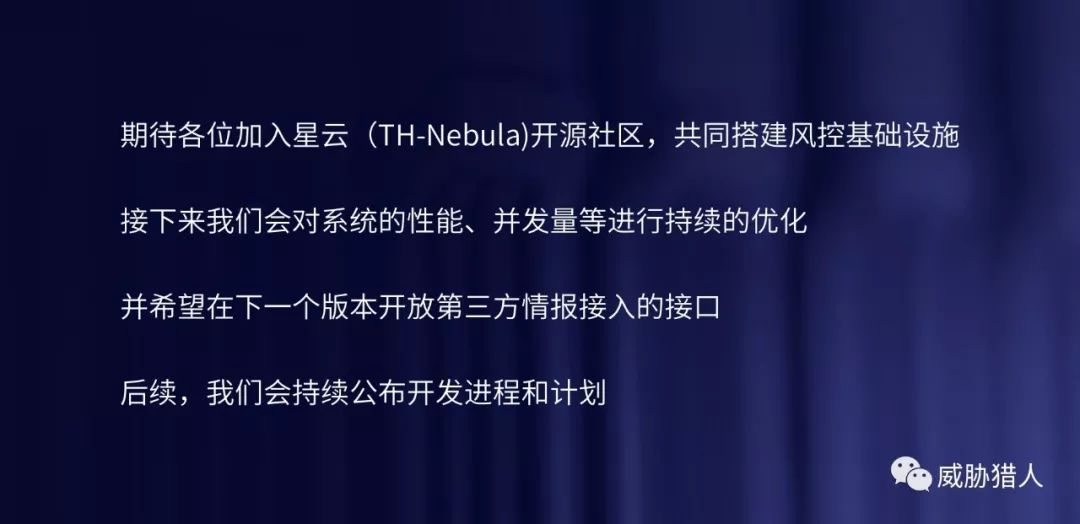 期待各位加入星云（TH-Nebula)开源社区，共同搭建风控基础设施
接下来我们会对系统的性能、并发量等进行持续的优化
并希望在下一个版本开放第三方情报接入的接口
后续，我们会持续公布开发进程和计划
威胁猎人